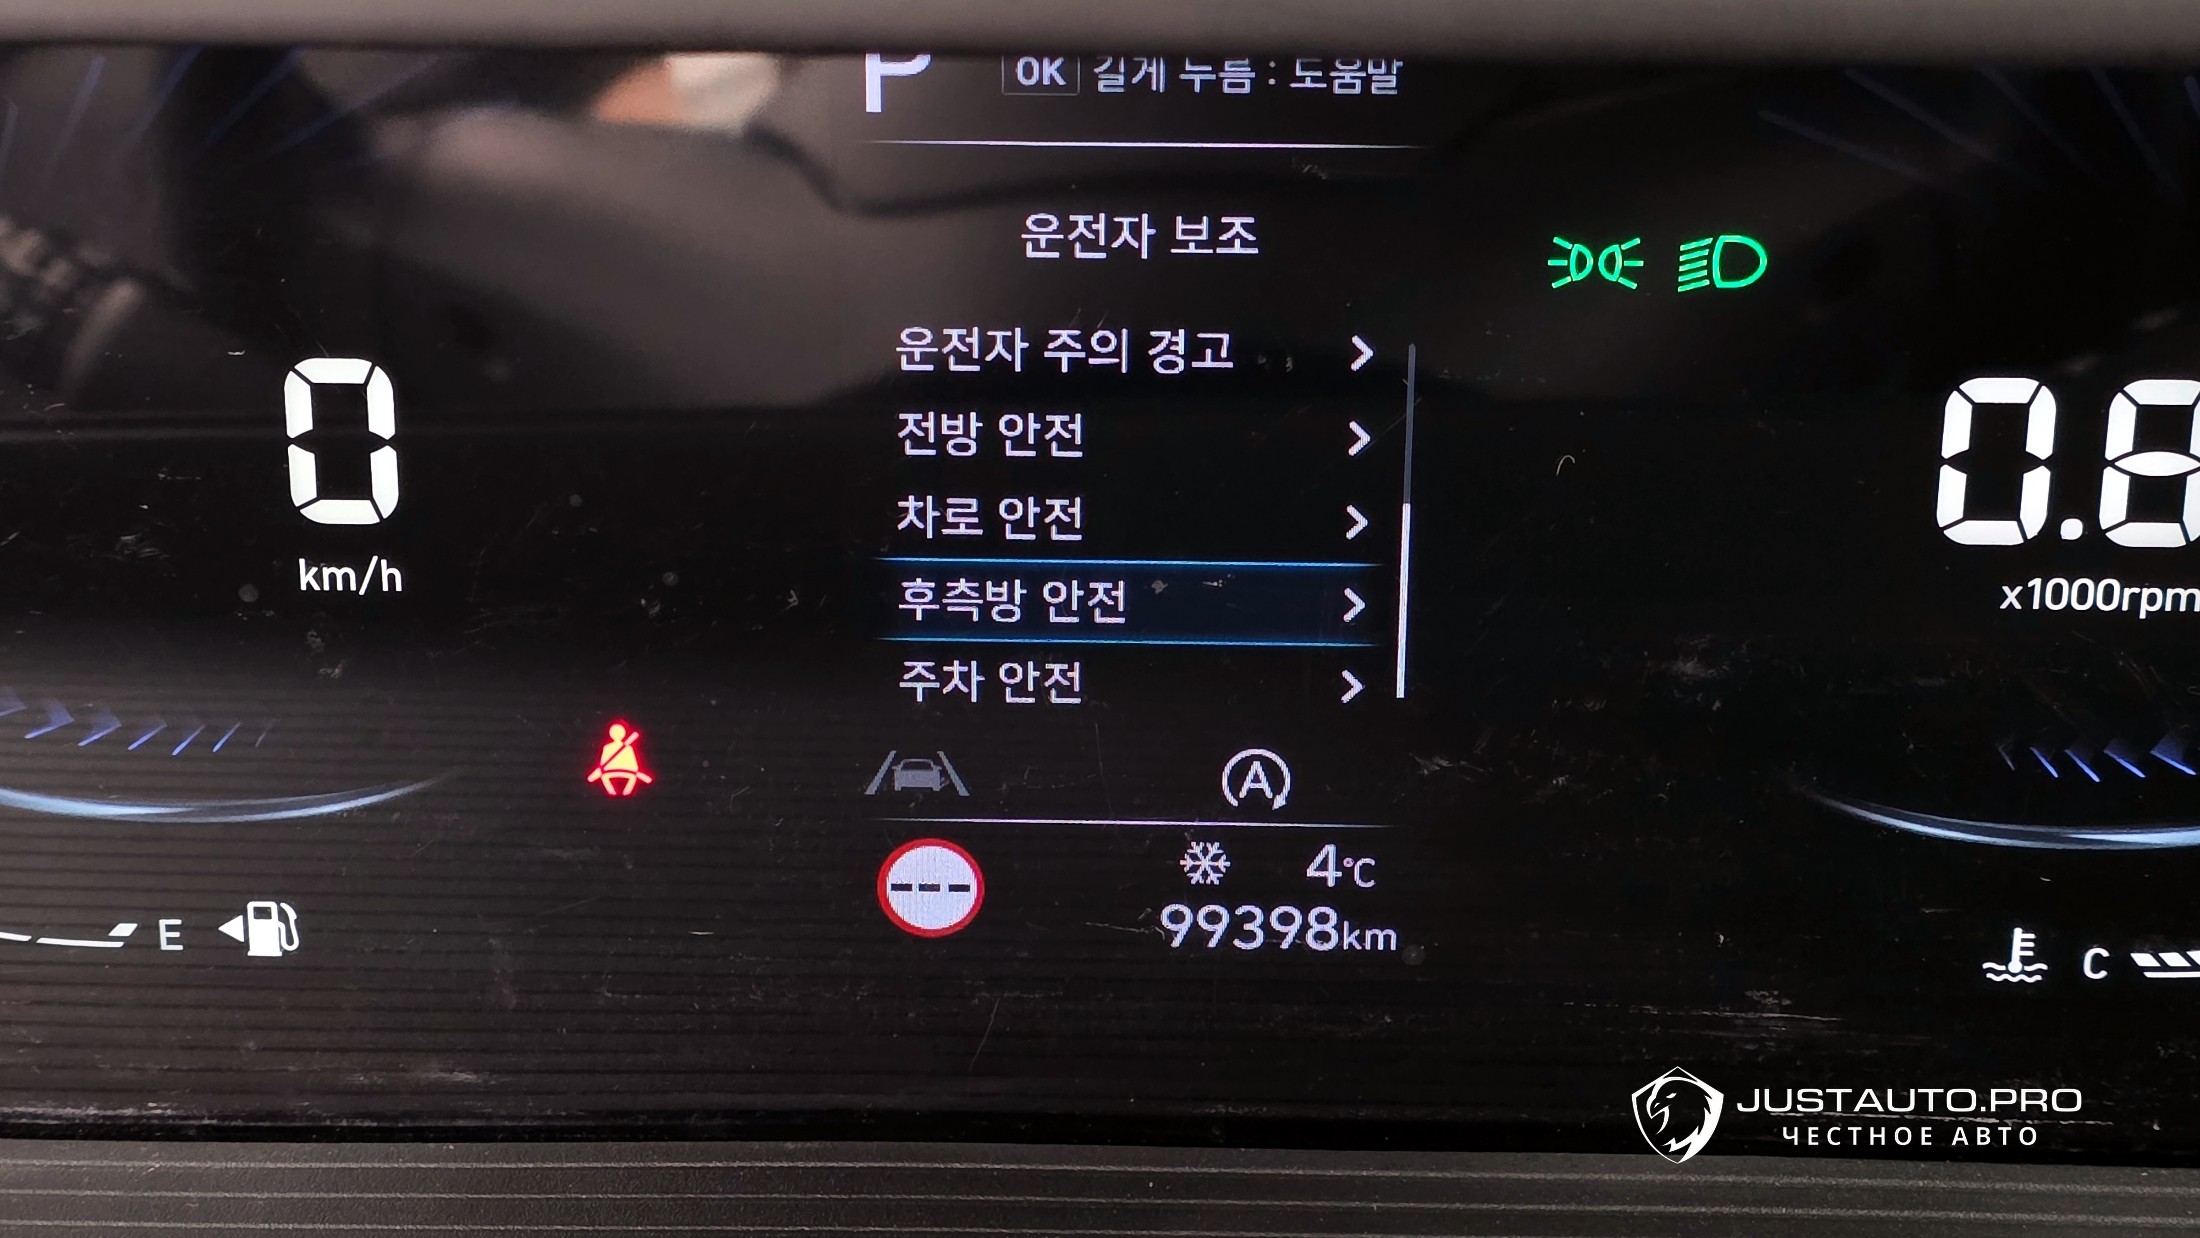 P
OK 길게 누름 : 도움말
운전자 보조
운전자 주의 경고
전방 안전
차로 안전
후측방 안전
주차 안전
0
km/h
0.8
x1000rpm
A
---
4°C
99398km
E
C
JUSTAUTO.PRO
ЧЕСТНОЕ АВТО